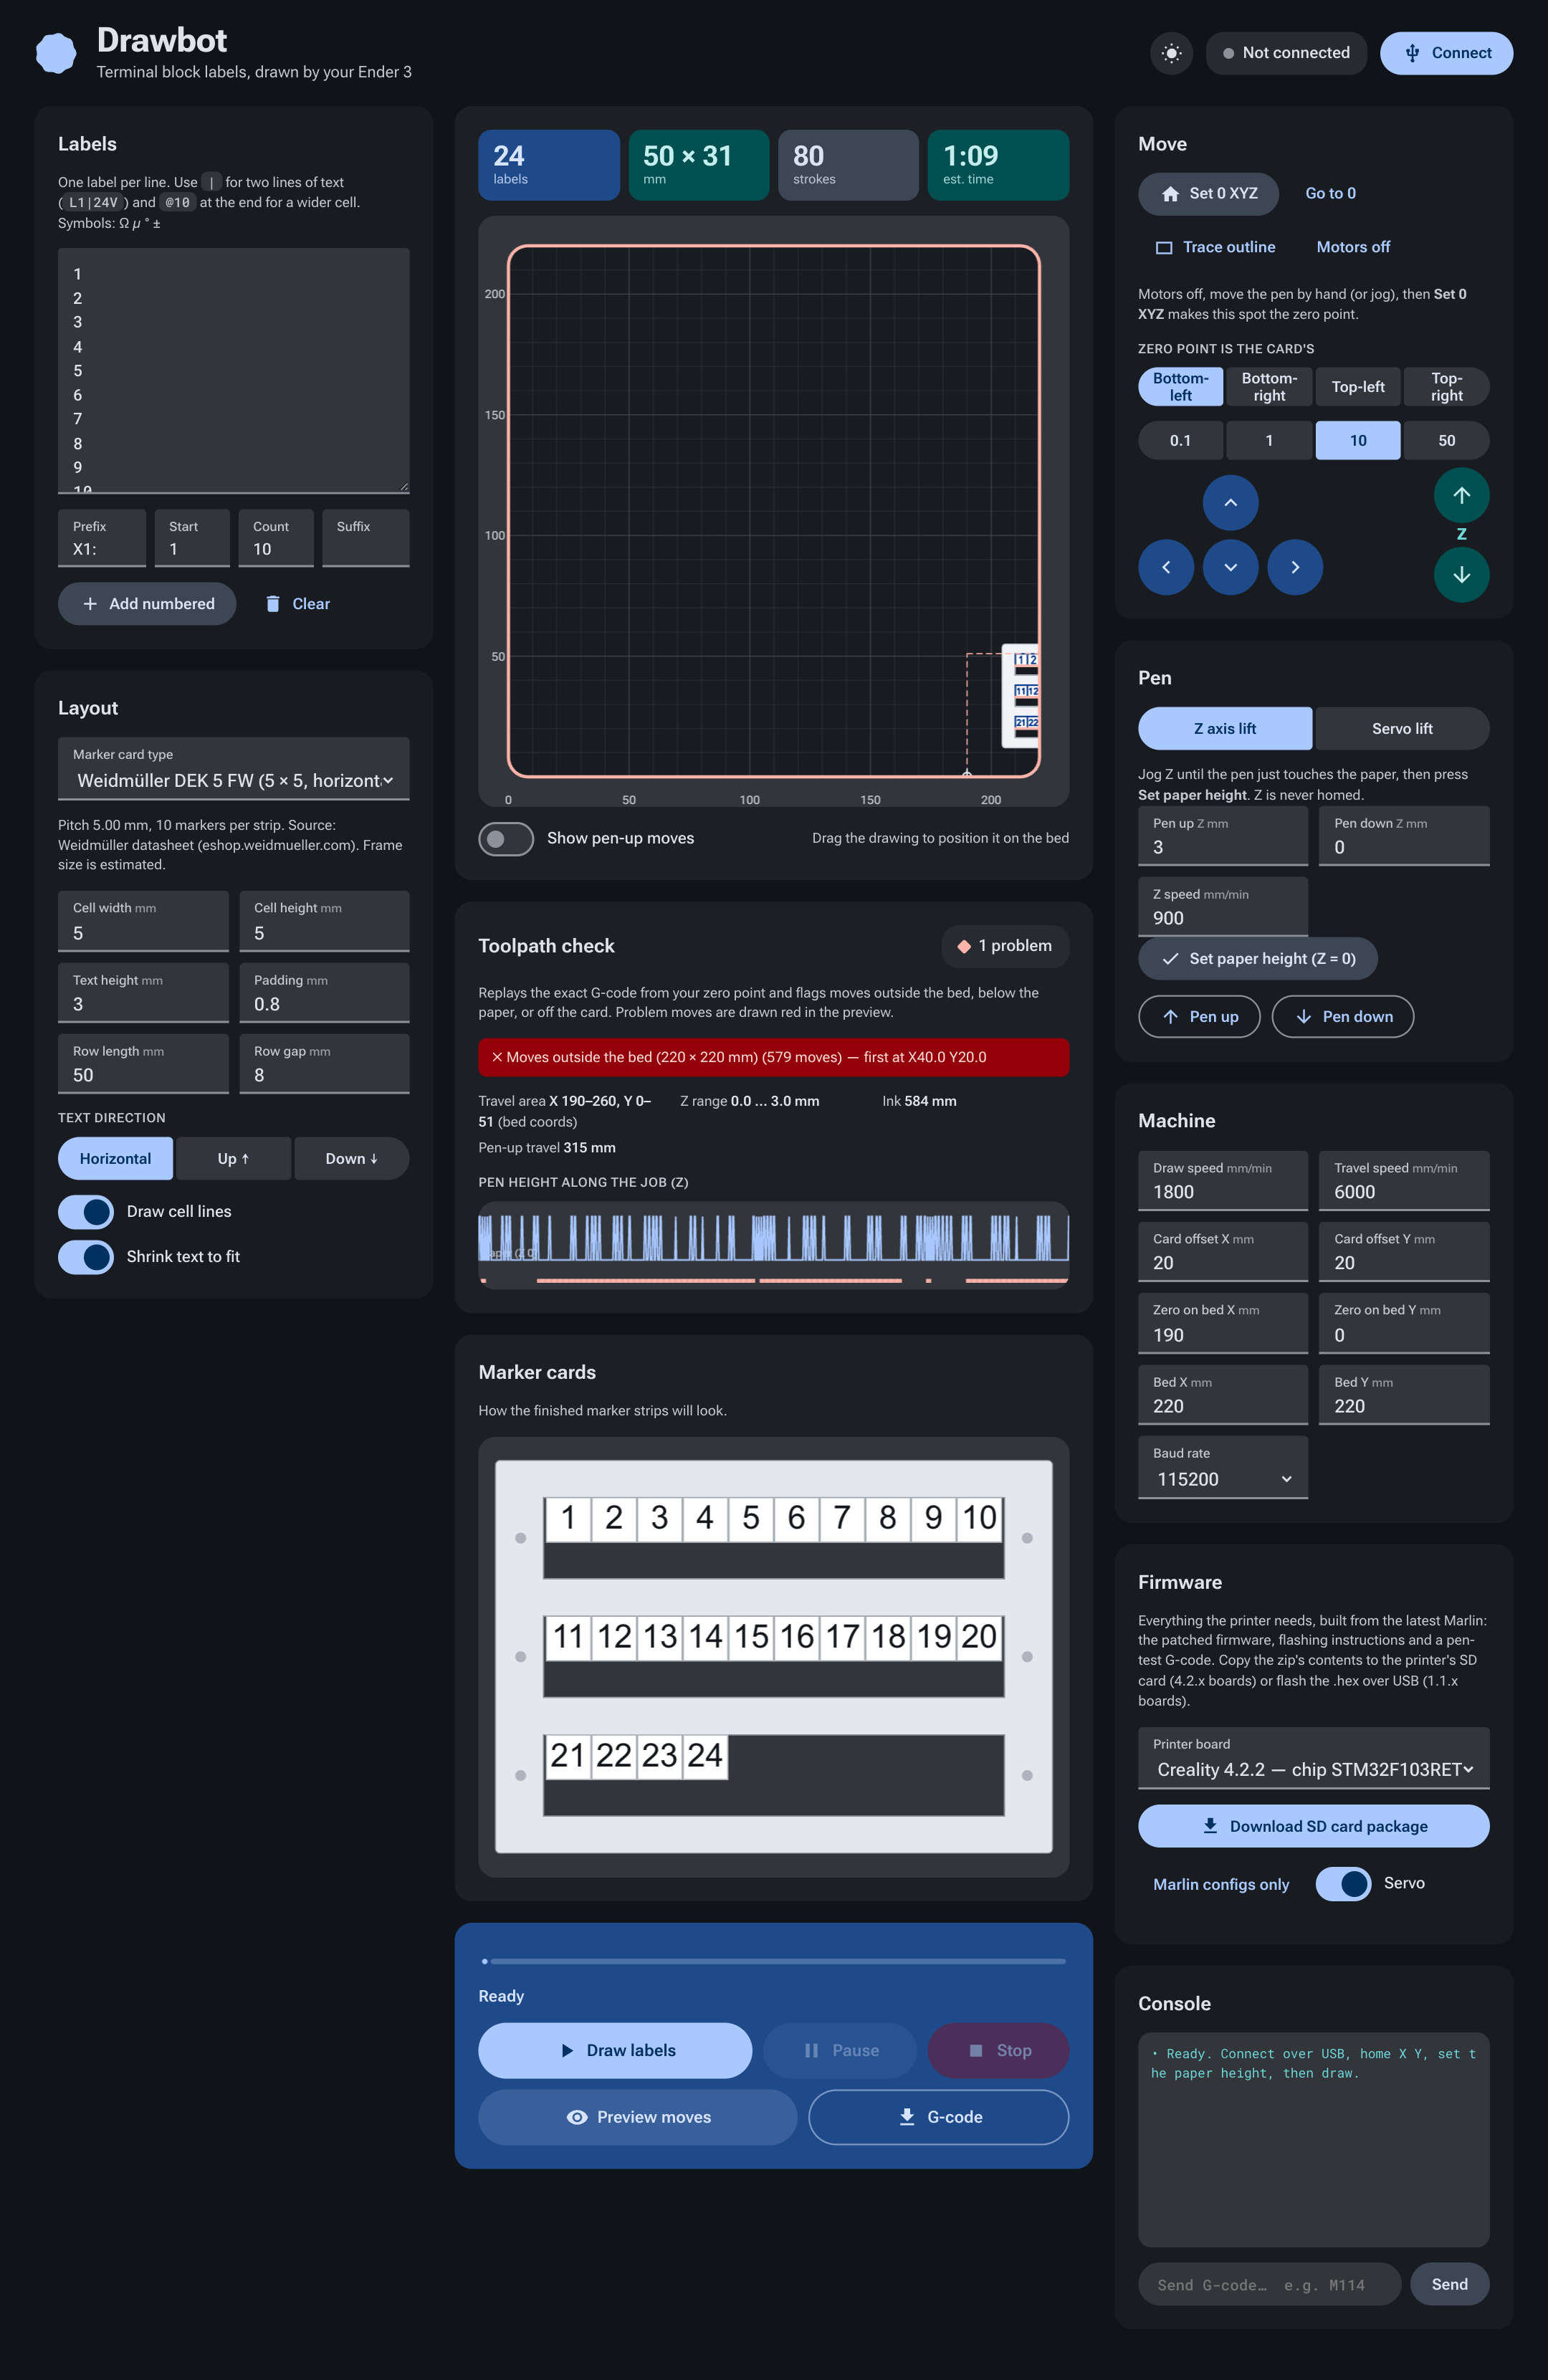 Drawbot
Terminal block labels, drawn by your Ender 3
Not connected
Connect
Labels
One label per line. Use | for two lines of text
(L1|24V) and @10 at the end for a wider cell.
Symbols: Ω µ ° ±
1
2
3
4
5
6
7
8
9
10
Prefix
X1:
Start
1
Count
10
Suffix
Add numbered
Clear
Layout
Marker card type
Weidmüller DEK 5 FW (5 × 5, horizont
Pitch 5.00 mm, 10 markers per strip. Source:
Weidmüller datasheet (eshop.weidmueller.com). Frame
size is estimated.
Cell width mm
5
Cell height mm
5
Text height mm
3
Padding mm
0.8
Row length mm
50
Row gap mm
8
TEXT DIRECTION
Horizontal
Up ↑
Down ↓
Draw cell lines
Shrink text to fit
24
labels
50 × 31
mm
80
strokes
1:09
est. time
200
150
100
50
0
50
100
150
200
1 2
11 12
21 22
Show pen-up moves
Drag the drawing to position it on the bed
Toolpath check
1 problem
Replays the exact G-code from your zero point and flags moves outside the bed, below the
paper, or off the card. Problem moves are drawn red in the preview.
✕ Moves outside the bed (220 × 220 mm) (579 moves) — first at X40.0 Y20.0
Travel area X 190–260, Y 0–
51 (bed coords)
Z range 0.0 … 3.0 mm
Ink 584 mm
Pen-up travel 315 mm
PEN HEIGHT ALONG THE JOB (Z)
Marker cards
How the finished marker strips will look.
1 2 3 4 5 6 7 8 9 10
11 12 13 14 15 16 17 18 19 20
21 22 23 24
Ready
Draw labels
Pause
Stop
Preview moves
G-code
Move
Set 0 XYZ
Go to 0
Trace outline
Motors off
Motors off, move the pen by hand (or jog), then Set 0
XYZ makes this spot the zero point.
ZERO POINT IS THE CARD'S
Bottom-
left
Bottom-
right
Top-left
Top-
right
0.1
1
10
50
Z
Pen
Z axis lift
Servo lift
Jog Z until the pen just touches the paper, then press
Set paper height. Z is never homed.
Pen up Z mm
3
Pen down Z mm
0
Z speed mm/min
900
Set paper height (Z = 0)
Pen up
Pen down
Machine
Draw speed mm/min
1800
Travel speed mm/min
6000
Card offset X mm
20
Card offset Y mm
20
Zero on bed X mm
190
Zero on bed Y mm
0
Bed X mm
220
Bed Y mm
220
Baud rate
115200
Firmware
Everything the printer needs, built from the latest Marlin:
the patched firmware, flashing instructions and a pen-
test G-code. Copy the zip's contents to the printer's SD
card (4.2.x boards) or flash the .hex over USB (1.1.x
boards).
Printer board
Creality 4.2.2 — chip STM32F103RET
Download SD card package
Marlin configs only
Servo
Console
· Ready. Connect over USB, home X Y, set t
he paper height, then draw.
Send G-code… e.g. M114
Send